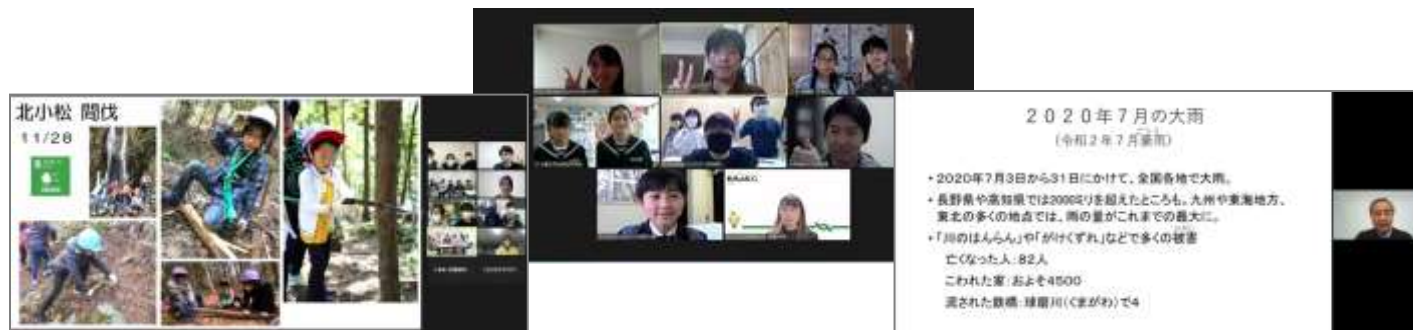 北小松 間伐
11/28
2020年7月の大雨
(令和2年7月豪雨)
・2020年7月3日から31日にかけて、全国各地で大雨。
・長野県や高知県では2000ミリを超えたところも。九州や東海地方、
東北の多くの地点では、雨の量がこれまでの最大に。
・「川のはんらん」や「がけくずれ」などで多くの被害
亡くなった人:82人
こわれた家:およそ4500
流された鉄橋:球磨川(くまがわ)で4